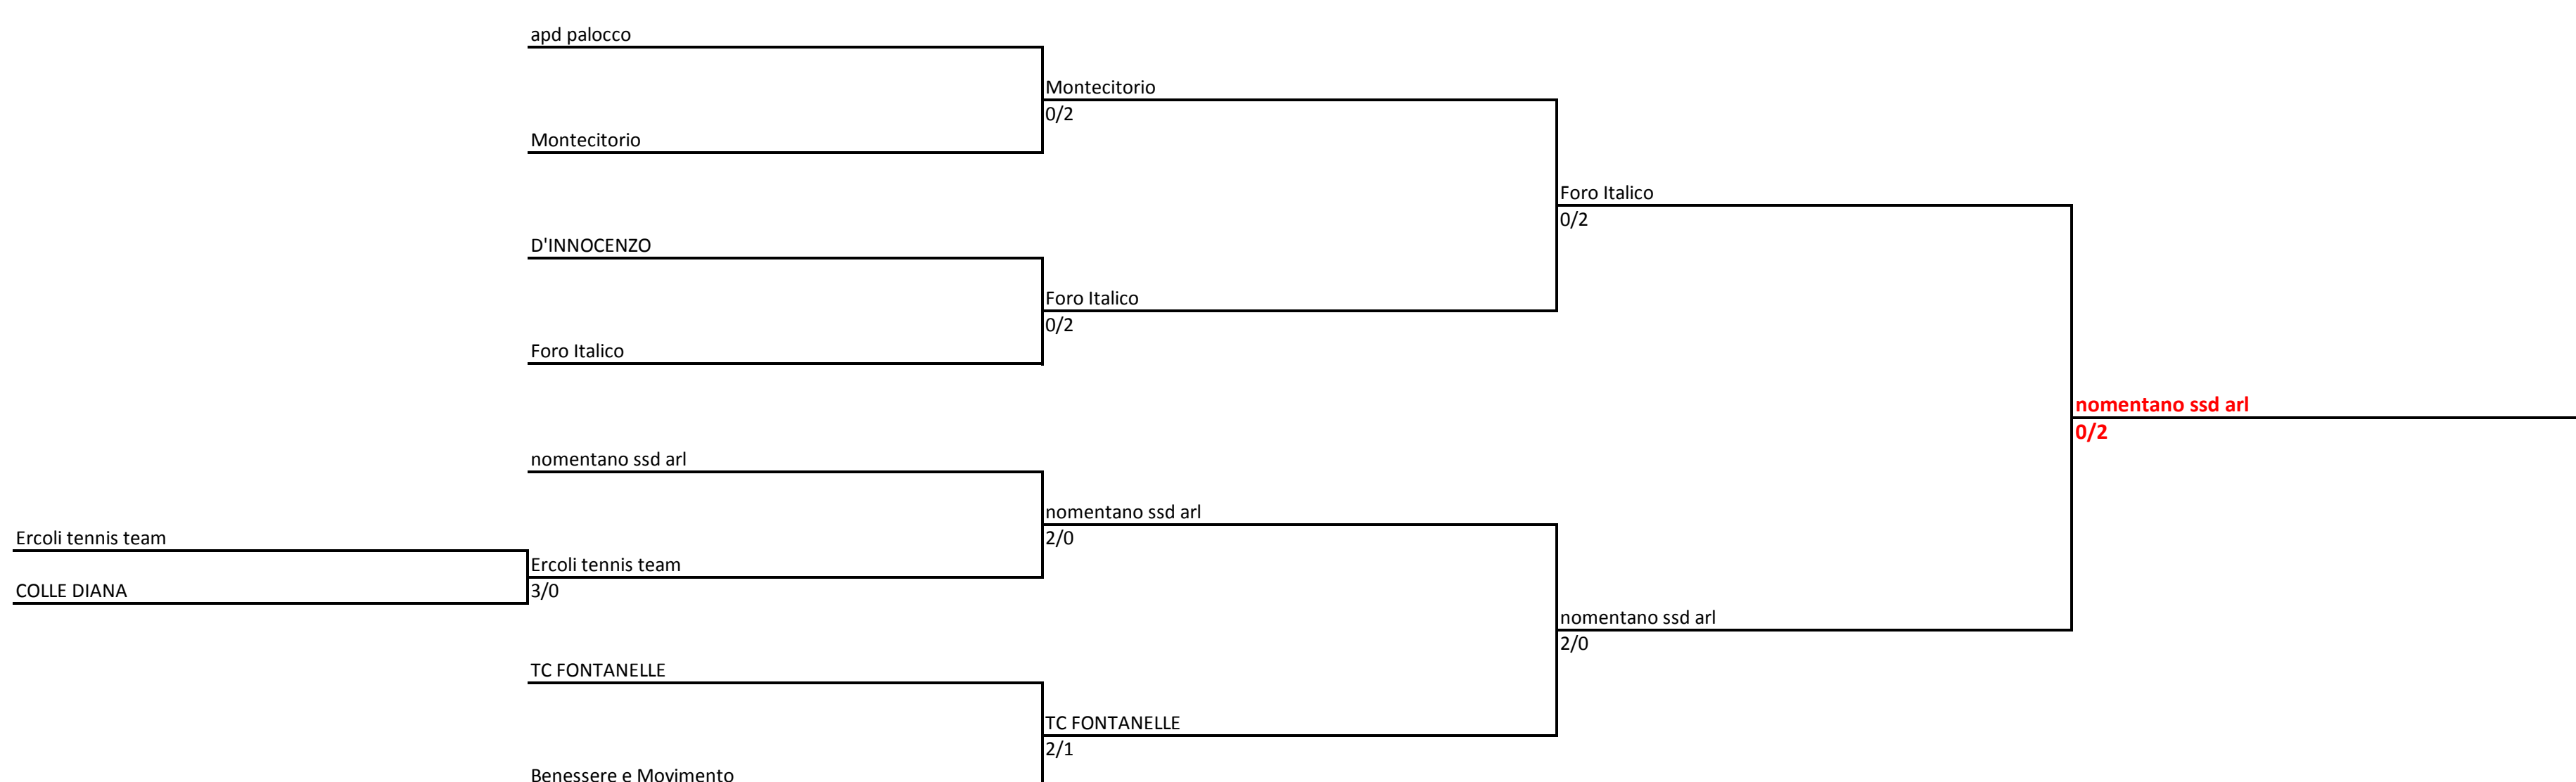 apd palocco
Montecitorio
0/2
Montecitorio
Foro Italico
0/2
D'INNOCENZO
Foro Italico
0/2
Foro Italico
nomentano ssd arl
0/2
nomentano ssd arl
nomentano ssd arl
2/0
Ercoli tennis team
Ercoli tennis team
3/0
COLLE DIANA
nomentano ssd arl
2/0
TC FONTANELLE
TC FONTANELLE
2/1
Benessere e Movimento